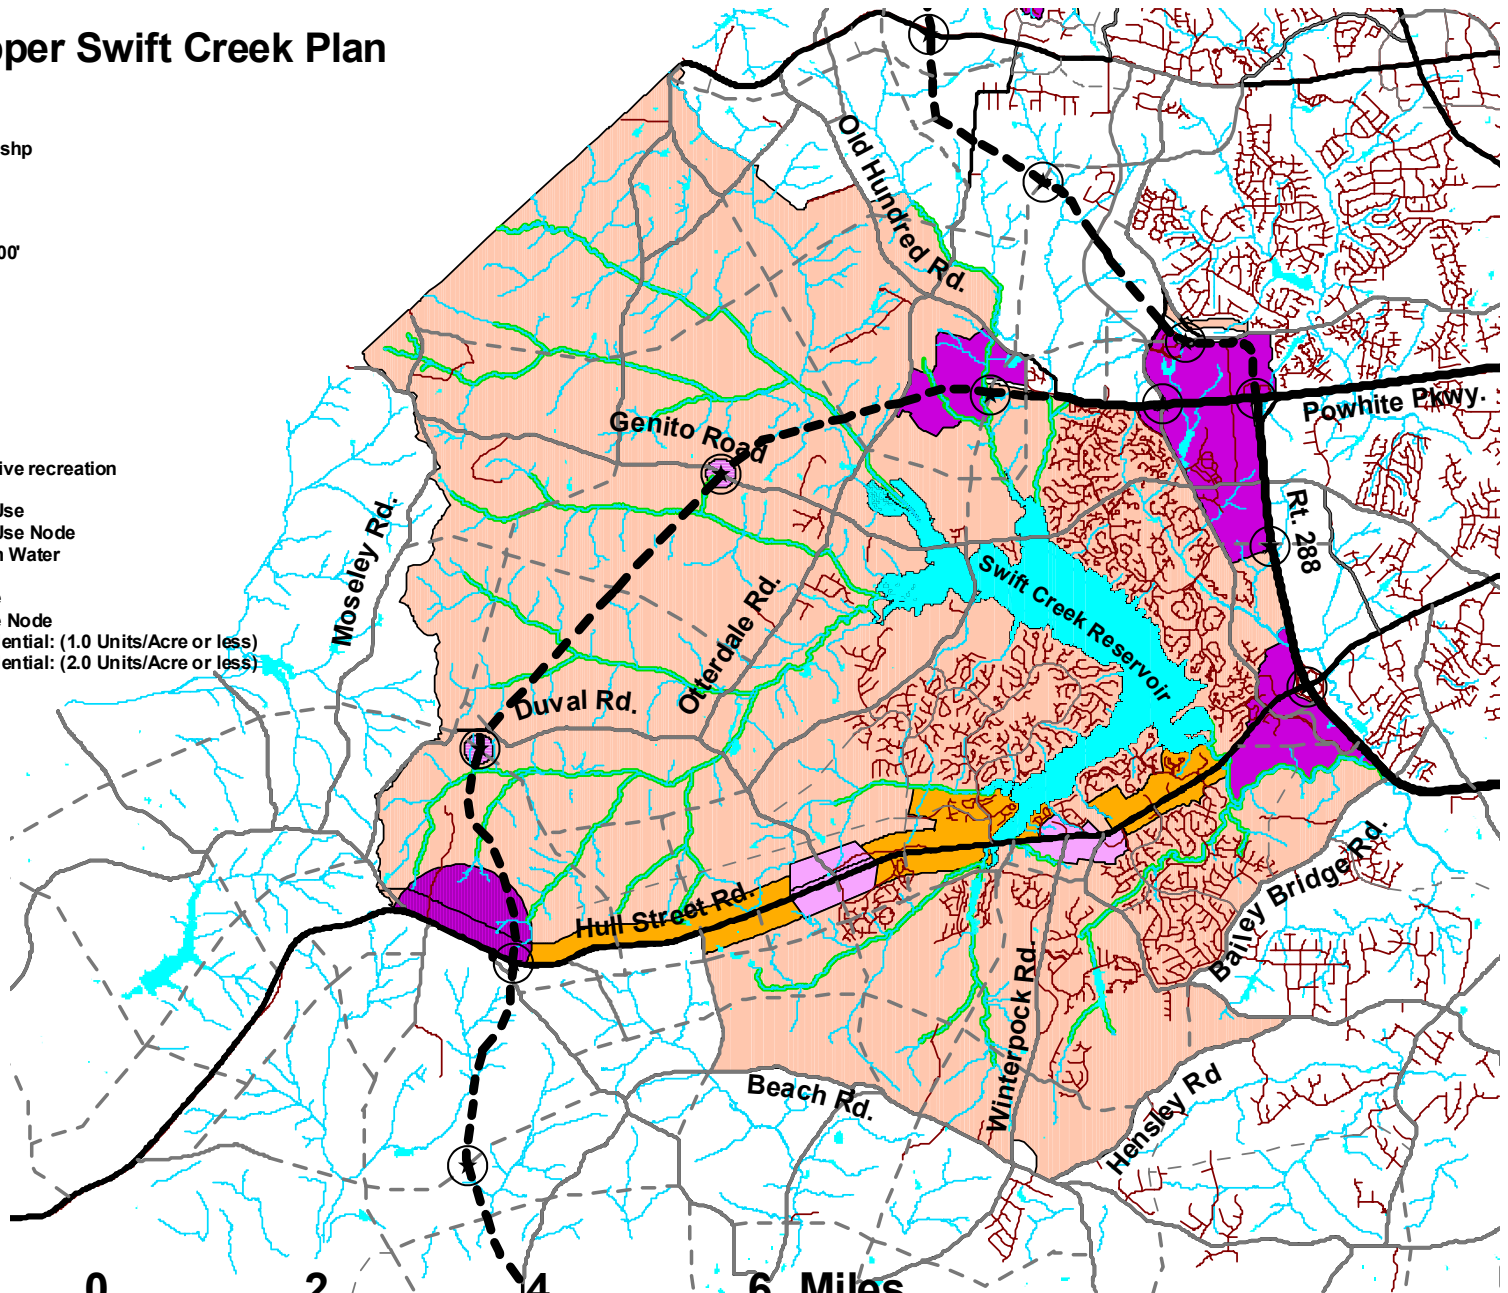 pper Swift Creek Plan
shp
00'
ive recreation
Use
Use Node
n Water
e Node
ential: (1.0 Units/Acre or less)
ential: (2.0 Units/Acre or less)
Old Hundred Rd.
Powhite Pkwy.
Genito Road
Rt. 288
Moseley Rd.
Swift Creek Reservoir
Otterdale Rd.
Duval Rd.
Hull Street Rd.
Bailey Bridge Rd.
Winterpock Rd.
Beach Rd.
Hensley Rd
0 2 4 6 Miles